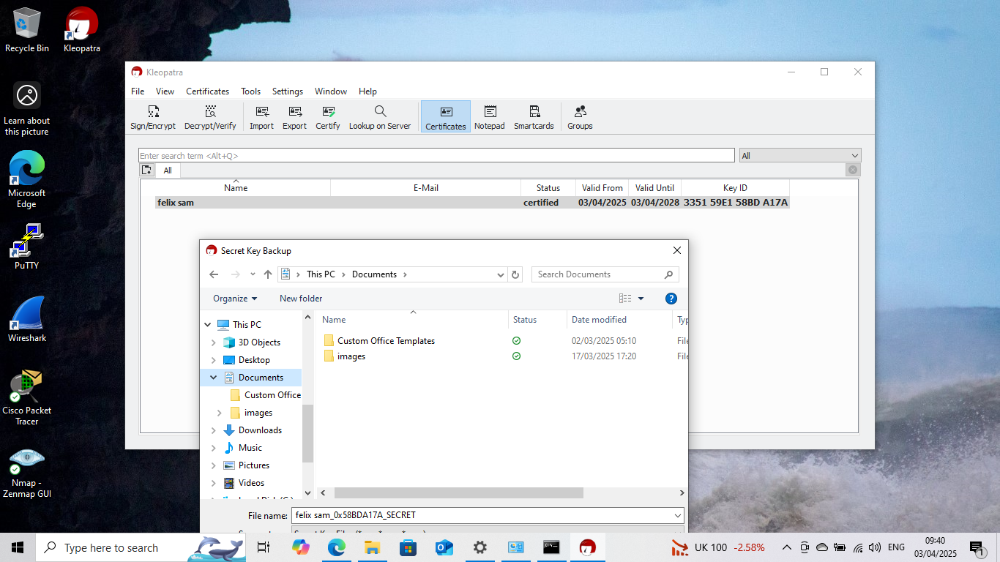 Recycle Bin
Kleopatra
Learn about
this picture
Microsoft
Edge
PuTTY
Wireshark
Cisco Packet
Tracer
Nmap -
Zenmap GUI
Kleopatra
File View Certificates Tools Settings Window Help
Sign/Encrypt Decrypt/Verify Import Export Certify Lookup on Server Certificates Notepad Smartcards Groups
Enter search term <Alt+Q> All
All
Name E-Mail Status Valid From Valid Until Key ID
felix sam certified 03/04/2025 03/04/2028 3351 59E1 58BD A17A
Secret Key Backup
This PC Documents Search Documents
Organize New folder
Name Status Date modified Typ
This PC
3D Objects
Desktop
Documents
Custom Office
images
Downloads
Music
Pictures
Videos
Custom Office Templates 02/03/2025 05:10 File
images 17/03/2025 17:20 File
File name: felix sam_0x58BDA17A_SECRET
Type here to search UK 100 -2.58% ENG 09:40
03/04/2025
1